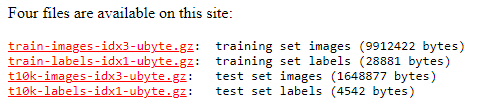 Four files are available on this site:
train-images-idx3-ubyte.gz: training set images (9912422 bytes)
train-labels-idx1-ubyte.gz: training set labels (28881 bytes)
t10k-images-idx3-ubyte.gz: test set images (1648877 bytes)
t10k-labels-idx1-ubyte.gz: test set labels (4542 bytes)